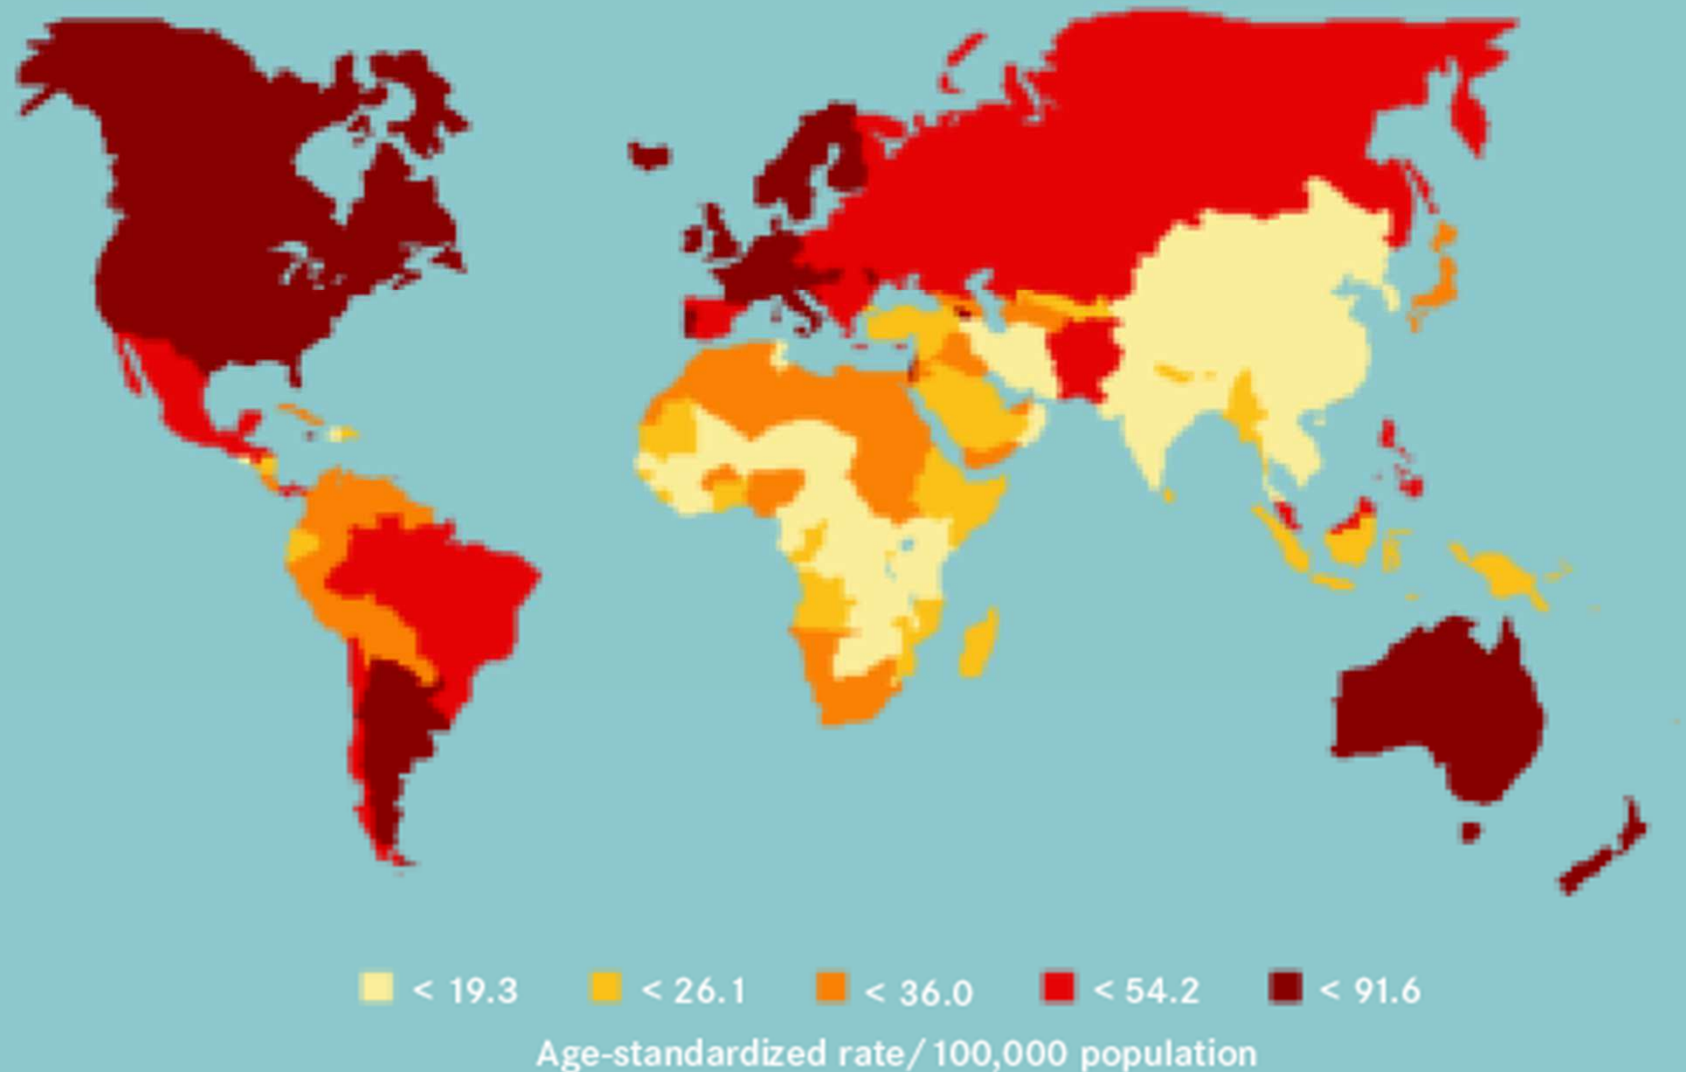 < 19.3 < 26.1 < 36.0 < 54.2 < 91.6
Age-standardized rate/100,000 population